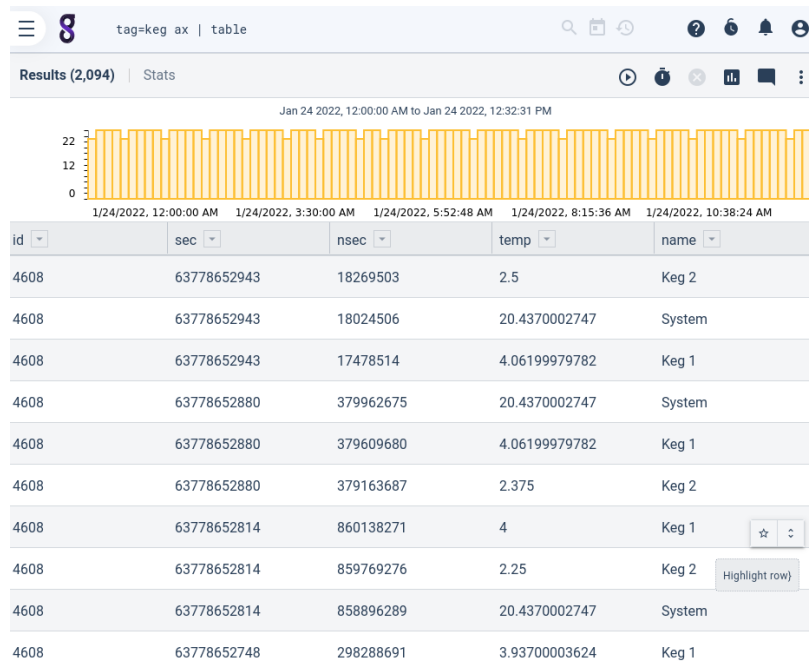 tag=keg ax | table
Results (2,094) Stats
Jan 24 2022, 12:00:00 AM to Jan 24 2022, 12:32:31 PM
22
12
0
1/24/2022, 12:00:00 AM 1/24/2022, 3:30:00 AM 1/24/2022, 5:52:48 AM 1/24/2022, 8:15:36 AM 1/24/2022, 10:38:24 AM
id sec nsec temp name
4608 63778652943 18269503 2.5 Keg 2
4608 63778652943 18024506 20.4370002747 System
4608 63778652943 17478514 4.06199979782 Keg 1
4608 63778652880 379962675 20.4370002747 System
4608 63778652880 379609680 4.06199979782 Keg 1
4608 63778652880 379163687 2.375 Keg 2
4608 63778652814 860138271 4 Keg 1
4608 63778652814 859769276 2.25 Keg 2
Highlight row}
4608 63778652814 858896289 20.4370002747 System
4608 63778652748 298288691 3.93700003624 Keg 1